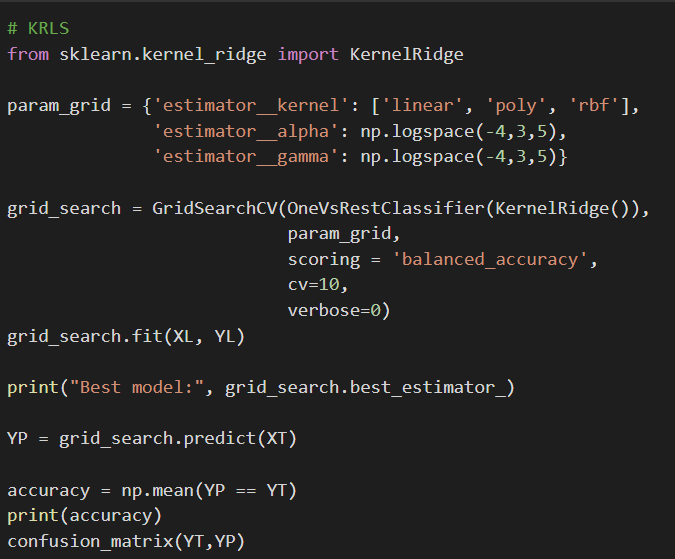 # KRLS
from sklearn.kernel_ridge import KernelRidge
param_grid = {'estimator__kernel': ['linear', 'poly', 'rbf'],
'estimator__alpha': np.logspace(-4,3,5),
'estimator__gamma': np.logspace(-4,3,5)}
grid_search = GridSearchCV(OneVsRestClassifier(KernelRidge()),
param_grid,
scoring = 'balanced_accuracy',
cv=10,
verbose=0)
grid_search.fit(XL, YL)
print("Best model:", grid_search.best_estimator_)
YP = grid_search.predict(XT)
accuracy = np.mean(YP == YT)
print(accuracy)
confusion_matrix(YT,YP)